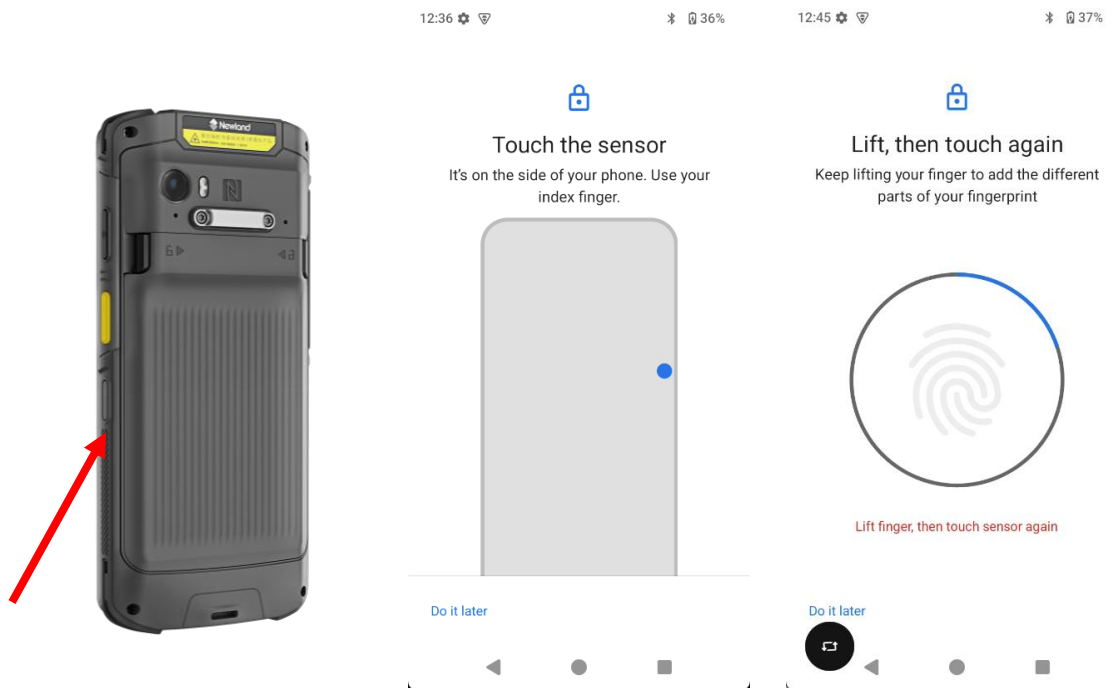 Newland
12:36
36%
Touch the sensor
It's on the side of your phone. Use your
index finger.
Do it later
12:45
37%
Lift, then touch again
Keep lifting your finger to add the different
parts of your fingerprint
Lift finger, then touch sensor again
Do it later